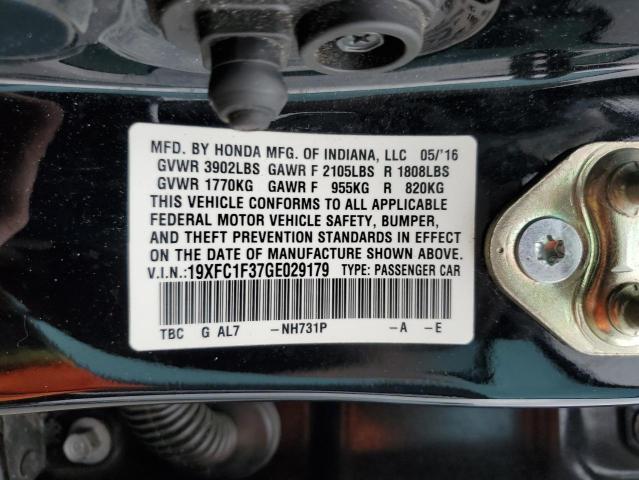 MFD. BY HONDA MFG. OF INDIANA, LLC 05/'16
GVWR 3902LBS GAWR F 2105LBS R 1808LBS
GVWR 1770KG GAWR F 955KG R 820KG
THIS VEHICLE CONFORMS TO ALL APPLICABLE
FEDERAL MOTOR VEHICLE SAFETY, BUMPER,
AND THEFT PREVENTION STANDARDS IN EFFECT
ON THE DATE OF MANUFACTURE SHOWN ABOVE.
V.I.N.:19XFC1F37GE029179 TYPE: PASSENGER CAR
TBC G AL7 -NH731P -A -E